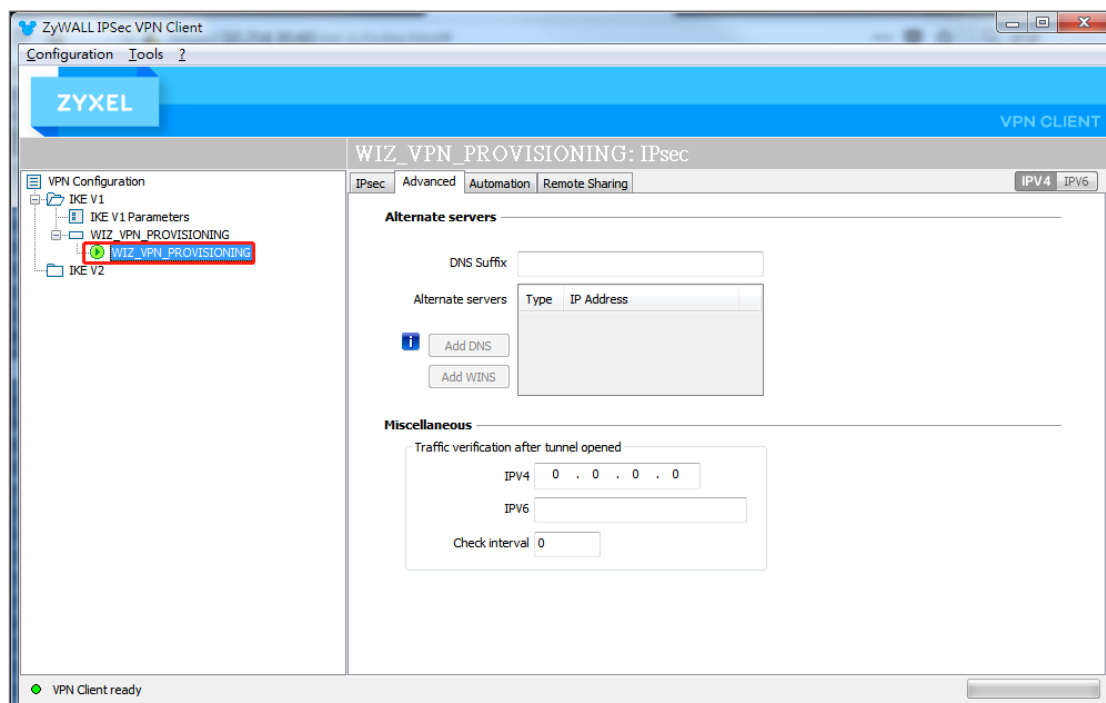 ZyWALL IPSec VPN Client
Configuration Tools ?
ZYXEL
VPN CLIENT
WIZ_VPN_PROVISIONING: IPsec
VPN Configuration
IKE V1
IKE V1 Parameters
WIZ_VPN_PROVISIONING
WIZ_VPN_PROVISIONING
IKE V2
IPsec Advanced Automation Remote Sharing IPV4 IPV6
Alternate servers
DNS Suffix
Alternate servers Type IP Address
i Add DNS
Add WINS
Miscellaneous
Traffic verification after tunnel opened
IPV4 0 . 0 . 0 . 0
IPV6
Check interval 0
VPN Client ready